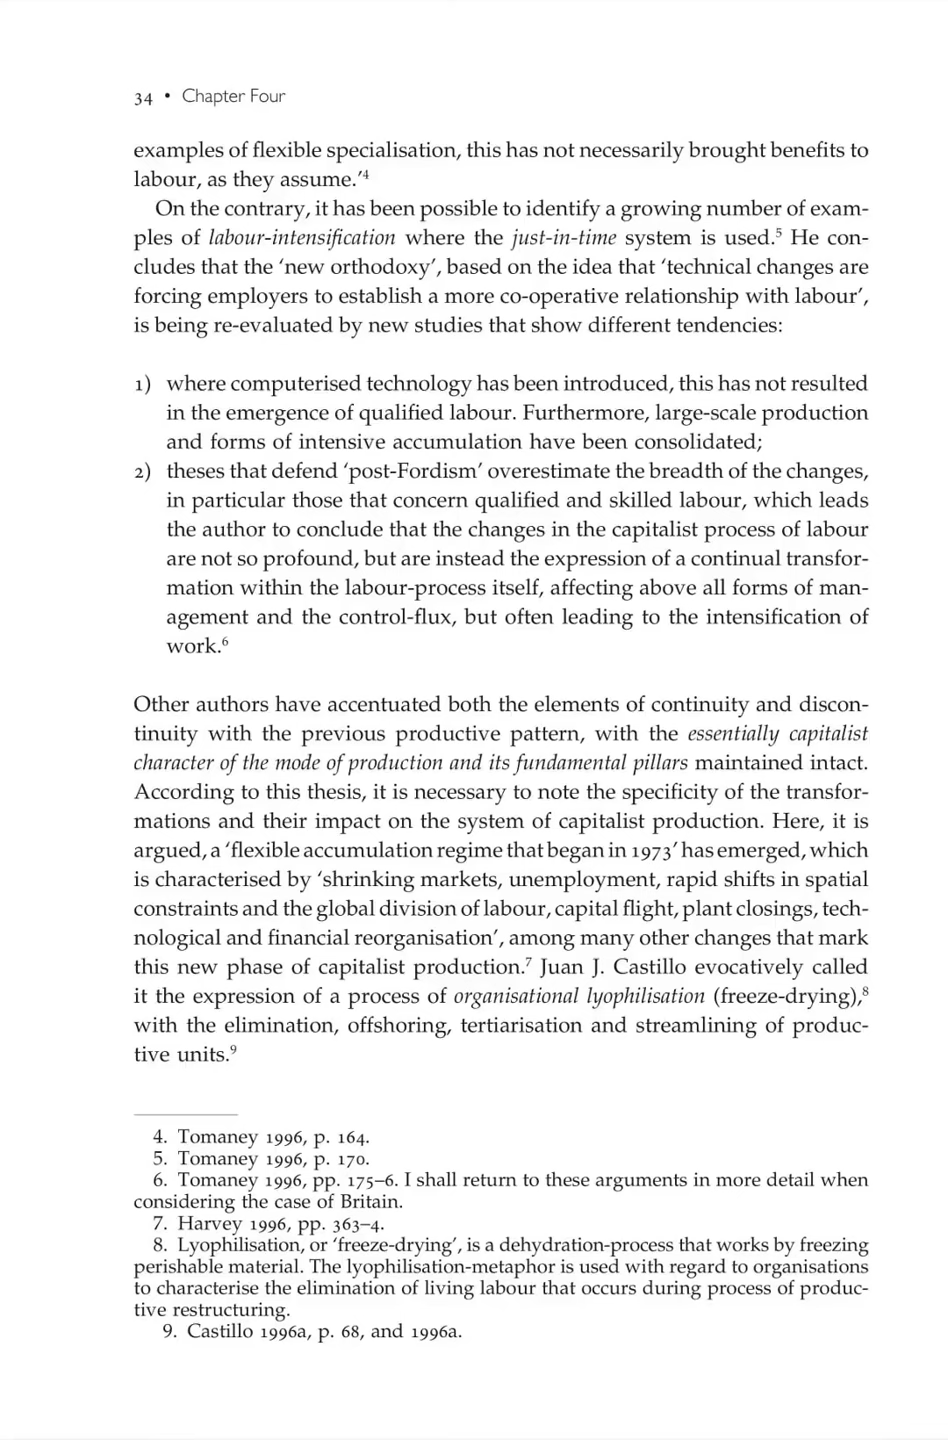 34 • Chapter Four
examples of flexible specialisation, this has not necessarily brought benefits to
labour, as they assume.’⁴
On the contrary, it has been possible to identify a growing number of exam-
ples of labour-intensification where the just-in-time system is used.⁵ He con-
cludes that the ‘new orthodoxy’, based on the idea that ‘technical changes are
forcing employers to establish a more co-operative relationship with labour’,
is being re-evaluated by new studies that show different tendencies:
1) where computerised technology has been introduced, this has not resulted
in the emergence of qualified labour. Furthermore, large-scale production
and forms of intensive accumulation have been consolidated;
2) theses that defend ‘post-Fordism’ overestimate the breadth of the changes,
in particular those that concern qualified and skilled labour, which leads
the author to conclude that the changes in the capitalist process of labour
are not so profound, but are instead the expression of a continual transfor-
mation within the labour-process itself, affecting above all forms of man-
agement and the control-flux, but often leading to the intensification of
work.⁶
Other authors have accentuated both the elements of continuity and discon-
tinuity with the previous productive pattern, with the essentially capitalist
character of the mode of production and its fundamental pillars maintained intact.
According to this thesis, it is necessary to note the specificity of the transfor-
mations and their impact on the system of capitalist production. Here, it is
argued, a ‘flexible accumulation regime that began in 1973’ has emerged, which
is characterised by ‘shrinking markets, unemployment, rapid shifts in spatial
constraints and the global division of labour, capital flight, plant closings, tech-
nological and financial reorganisation’, among many other changes that mark
this new phase of capitalist production.⁷ Juan J. Castillo evocatively called
it the expression of a process of organisational lyophilisation (freeze-drying),⁸
with the elimination, offshoring, tertiarisation and streamlining of produc-
tive units.⁹
4. Tomaney 1996, p. 164.
5. Tomaney 1996, p. 170.
6. Tomaney 1996, pp. 175–6. I shall return to these arguments in more detail when
considering the case of Britain.
7. Harvey 1996, pp. 363–4.
8. Lyophilisation, or ‘freeze-drying’, is a dehydration-process that works by freezing
perishable material. The lyophilisation-metaphor is used with regard to organisations
to characterise the elimination of living labour that occurs during process of produc-
tive restructuring.
9. Castillo 1996a, p. 68, and 1996a.